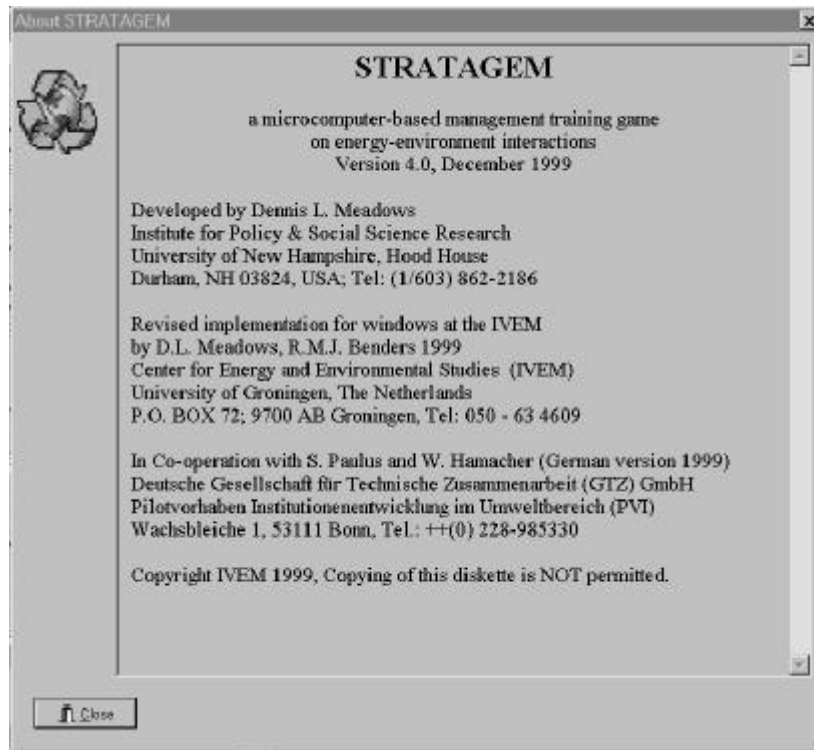 About STRATAGEM
STRATAGEM
a microcomputer-based management training game
on energy-environment interactions
Version 4.0, December 1999
Developed by Dennis L. Meadows
Institute for Policy & Social Science Research
University of New Hampshire, Hood House
Durham, NH 03824, USA; Tel: (1/603) 862-2186
Revised implementation for windows at the IVEM
by D.L. Meadows, R.M.J. Benders 1999
Center for Energy and Environmental Studies (IVEM)
University of Groningen, The Netherlands
P.O. BOX 72; 9700 AB Groningen, Tel: 050 - 63 4609
In Co-operation with S. Paulus and W. Hamacher (German version 1999)
Deutsche Gesellschaft für Technische Zusammenarbeit (GTZ) GmbH
Pilotvorhaben Institutionenentwicklung im Umweltbereich (PVI)
Wachsbleiche 1, 53111 Bonn, Tel.: ++(0) 228-985330
Copyright IVEM 1999, Copying of this diskette is NOT permitted.
Close